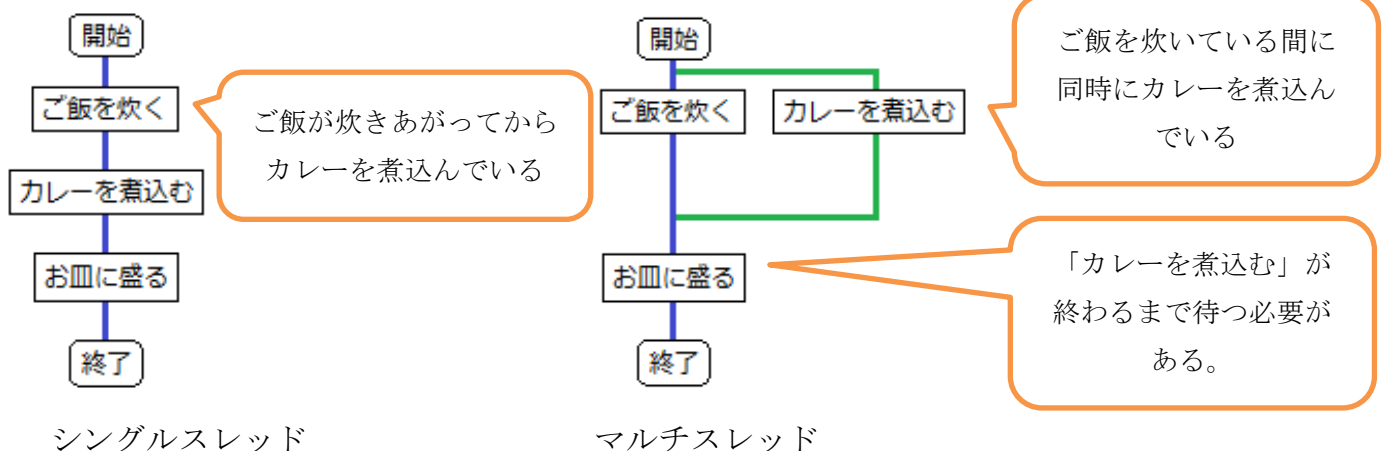 開始
ご飯を炊く
カレーを煮込む
お皿に盛る
終了
シングルスレッド
ご飯が炊きあがってから
カレーを煮込んでいる
開始
ご飯を炊く
カレーを煮込む
お皿に盛る
終了
マルチスレッド
ご飯を炊いている間に
同時にカレーを煮込ん
でいる
「カレーを煮込む」が
終わるまで待つ必要が
ある。